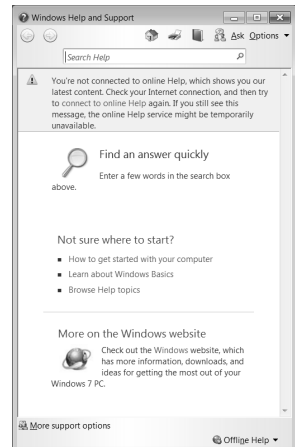 Windows Help and Support
Ask Options
Search Help
You're not connected to online Help, which shows you our
latest content. Check your Internet connection, and then try
to connect to online Help again. If you still see this
message, the online Help service might be temporarily
unavailable.
Find an answer quickly
Enter a few words in the search box
above.
Not sure where to start?
■ How to get started with your computer
■ Learn about Windows Basics
■ Browse Help topics
More on the Windows website
Check out the Windows website, which
has more information, downloads, and
ideas for getting the most out of your
Windows 7 PC.
More support options
Offline Help